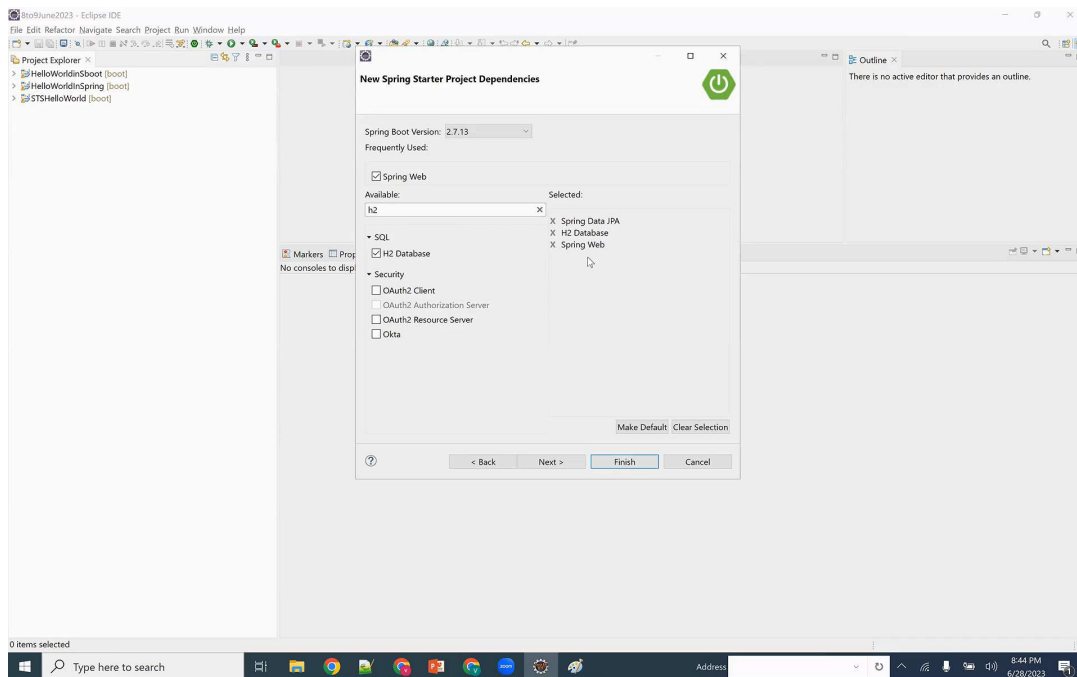 8to9June2023 - Eclipse IDE
File Edit Refactor Navigate Search Project Run Window Help
Project Explorer
HelloWorldinSboot [boot]
HelloWorldInSpring [boot]
STSHelloWorld [boot]
New Spring Starter Project Dependencies
Spring Boot Version: 2.7.13
Frequently Used:
Spring Web
Available:
h2
SQL
H2 Database
Security
OAuth2 Client
OAuth2 Authorization Server
OAuth2 Resource Server
Okta
Selected:
X Spring Data JPA
X H2 Database
X Spring Web
Make Default Clear Selection
< Back Next > Finish Cancel
Outline
There is no active editor that provides an outline.
Markers Prop
No consoles to displ
0 items selected
Type here to search
zoom
Address
8:44 PM
6/28/2023